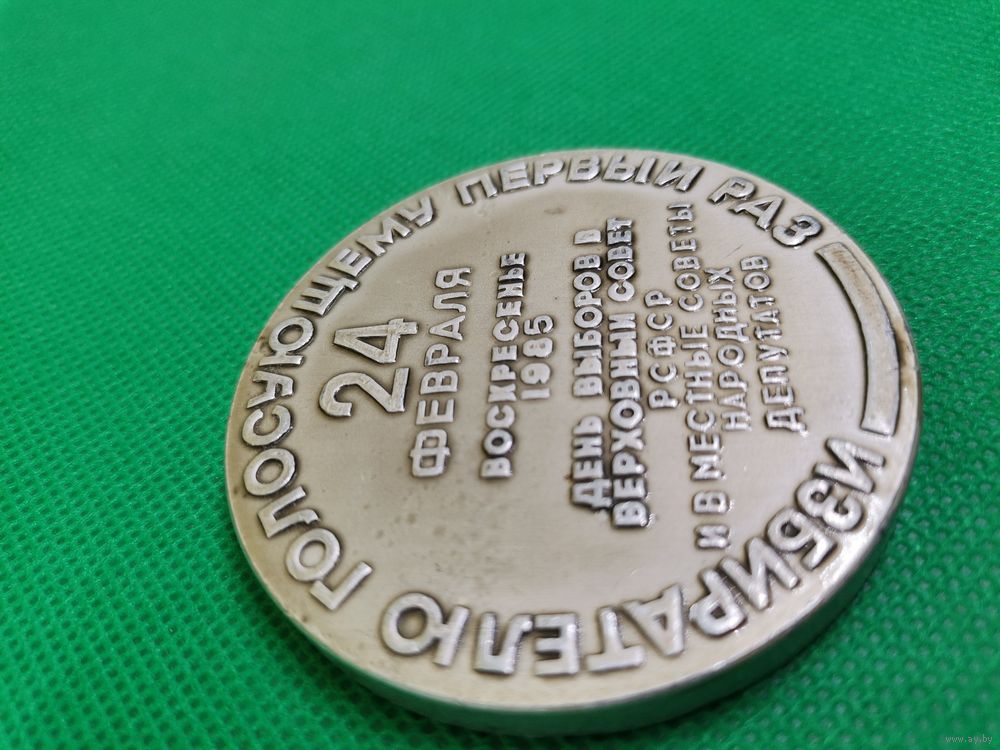 ИЗБИРАТЕЛЮ ГОЛОСУЮЩЕМУ ПЕРВЫЙ РАЗ
24
ФЕВРАЛЯ
ВОСКРЕСЕНЬЕ
1985
ДЕНЬ ВЫБОРОВ В
ВЕРХОВНЫЙ СОВЕТ
РСФСР
И В МЕСТНЫЕ СОВЕТЫ
НАРОДНЫХ
ДЕПУТАТОВ
www.ay.by